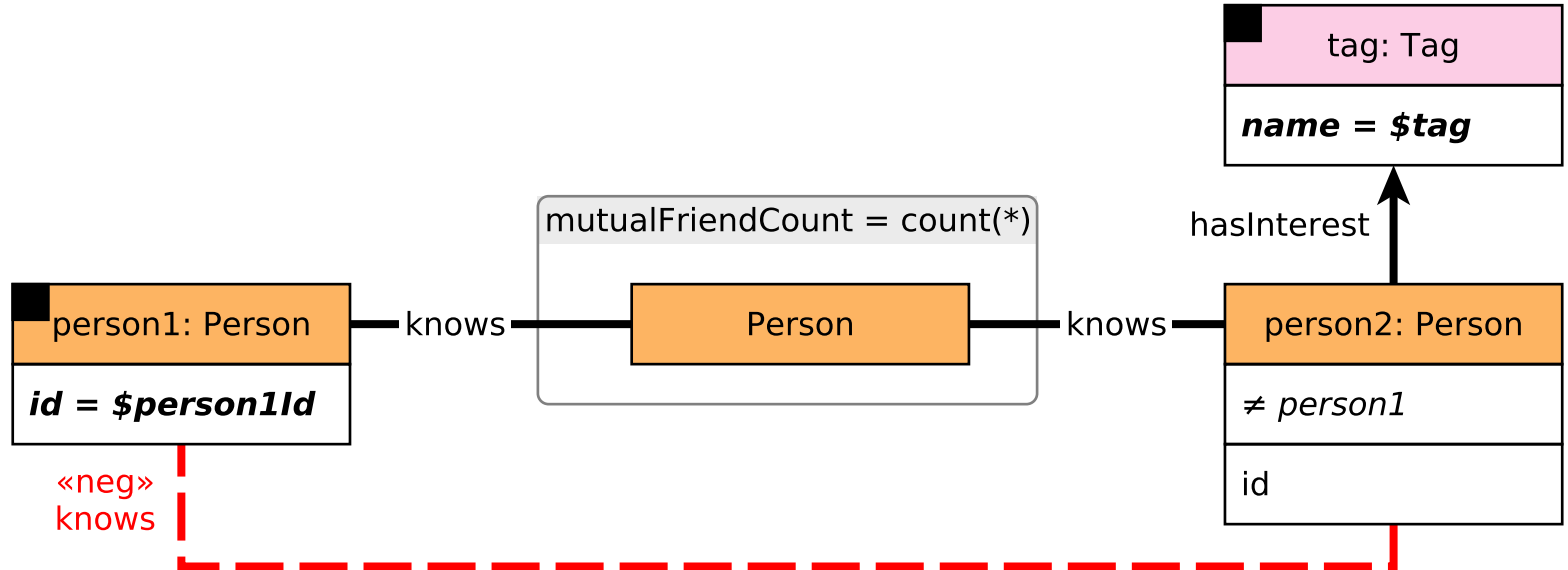 tag: Tag
name = $tag
hasInterest
mutualFriendCount = count(*)
person1: Person
knows
Person
knows
person2: Person
id = $person1Id
≠ person1
id
«neg»
knows